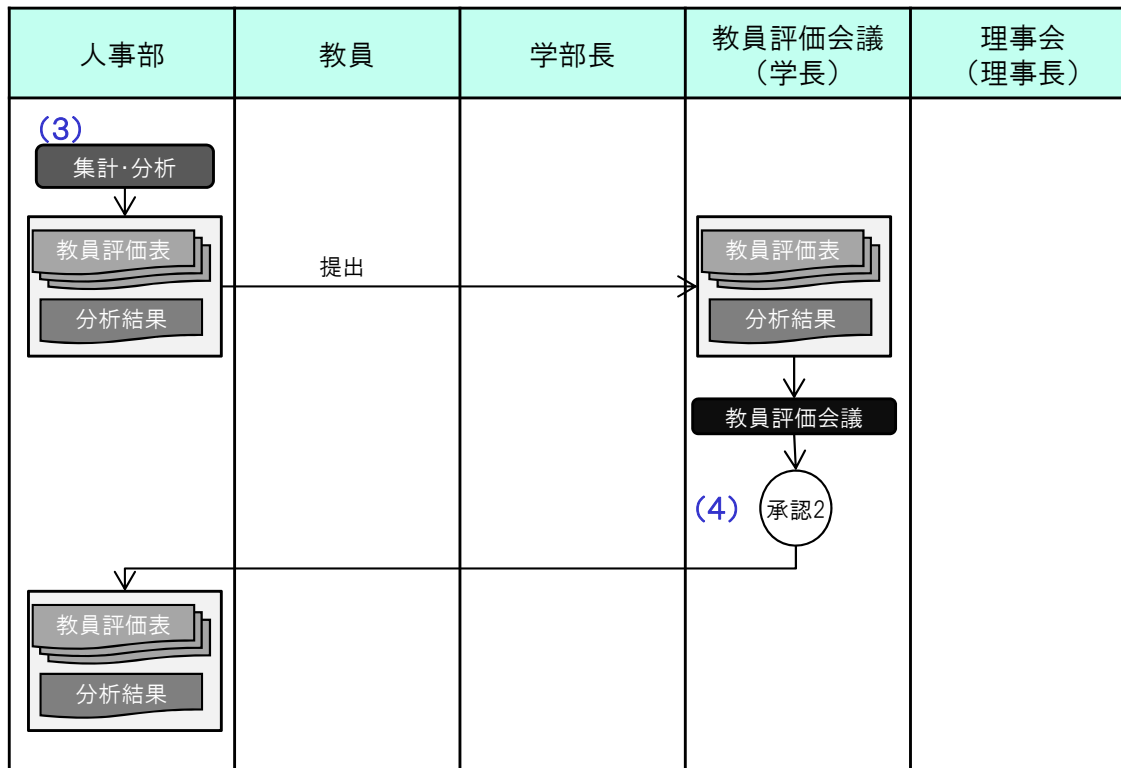 人事部
教員
学部長
教員評価会議
（学長）
理事会
（理事長）
（3）
集計・分析
教員評価表
分析結果
提出
教員評価表
分析結果
教員評価会議
（4）
承認2
教員評価表
分析結果